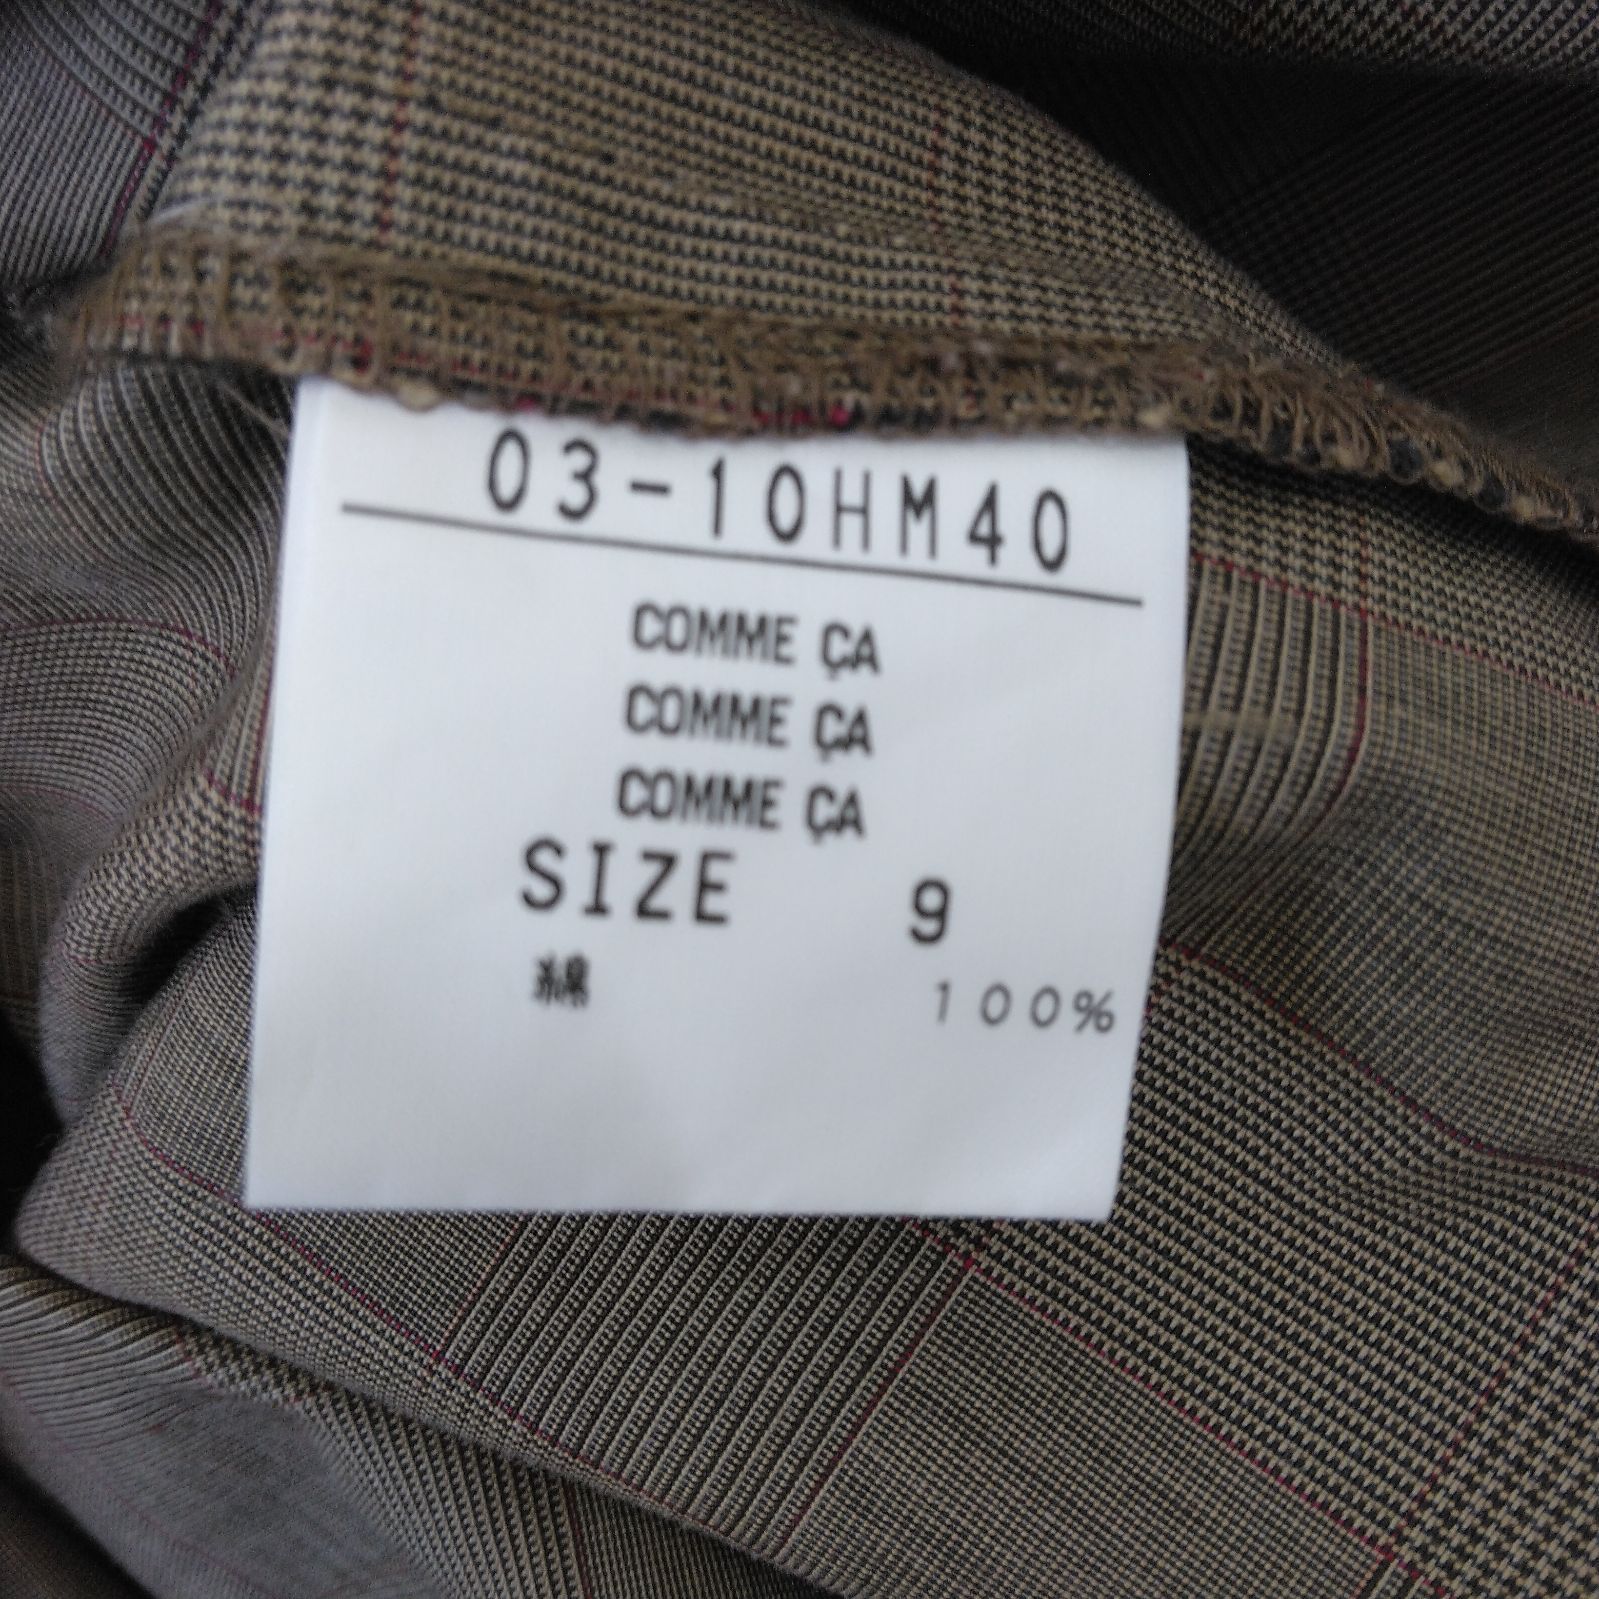 03-10HM40
COMME ÇA
COMME ÇA
COMME ÇA
SIZE 9
綿 100%